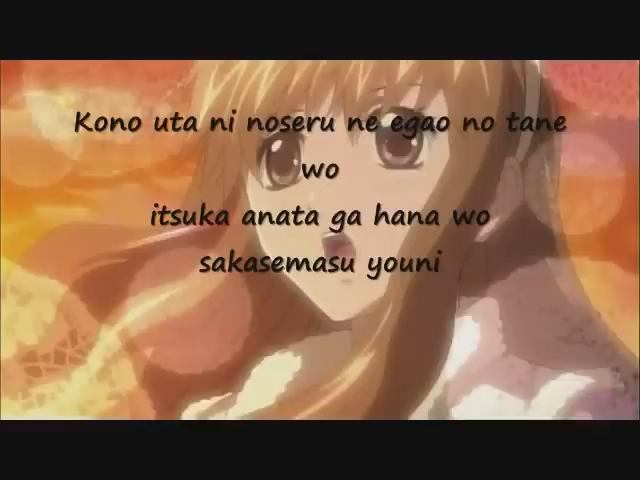 Kono uta ni noseru ne egao no tane
wo
itsuka anata ga hana wo
sakasemasu youni